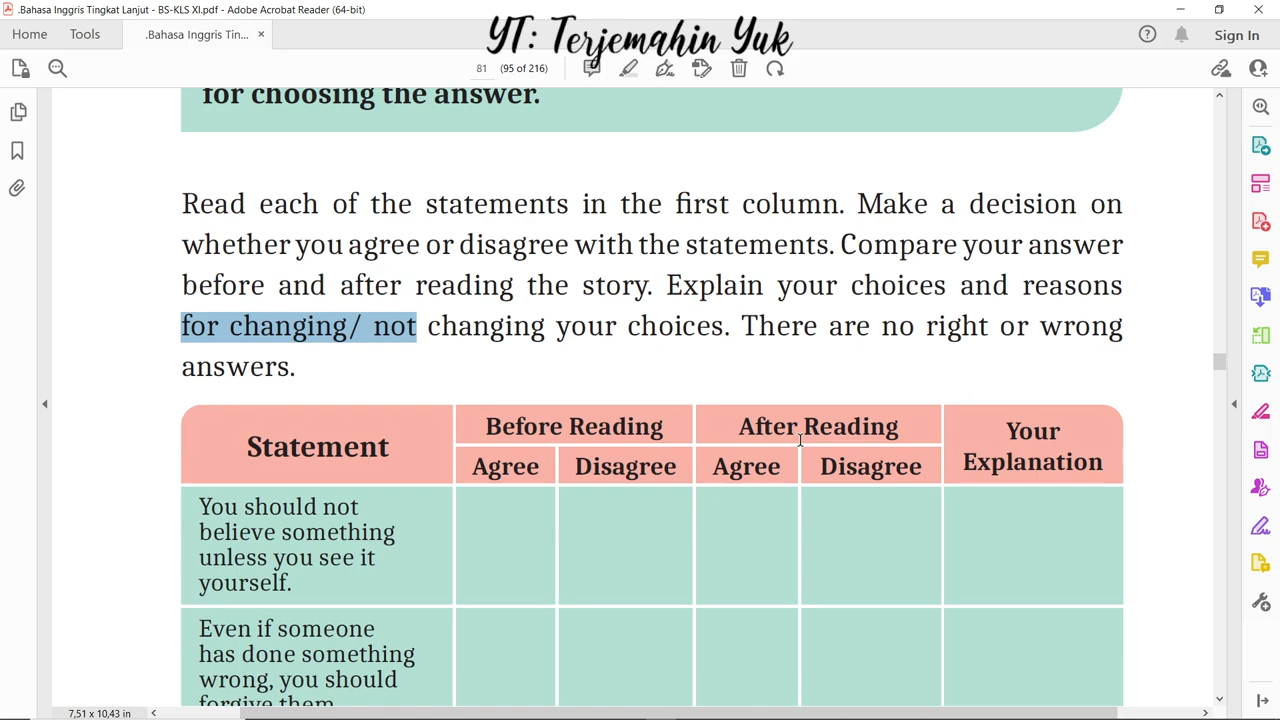 .Bahasa Inggris Tingkat Lanjut - BS-KLS XI.pdf - Adobe Acrobat Reader (64-bit)
YT: Terjemahin Yuk
Home Tools .Bahasa Inggris Tin... × Sign In
81 (95 of 216)
for choosing the answer.
Read each of the statements in the first column. Make a decision on
whether you agree or disagree with the statements. Compare your answer
before and after reading the story. Explain your choices and reasons
for changing/ not changing your choices. There are no right or wrong
answers.
Statement
Before Reading
After Reading
Your
Explanation
Agree
Disagree
Agree
Disagree
You should not
believe something
unless you see it
yourself.
Even if someone
has done something
wrong, you should
forgive them
7,51 x 10,43 in